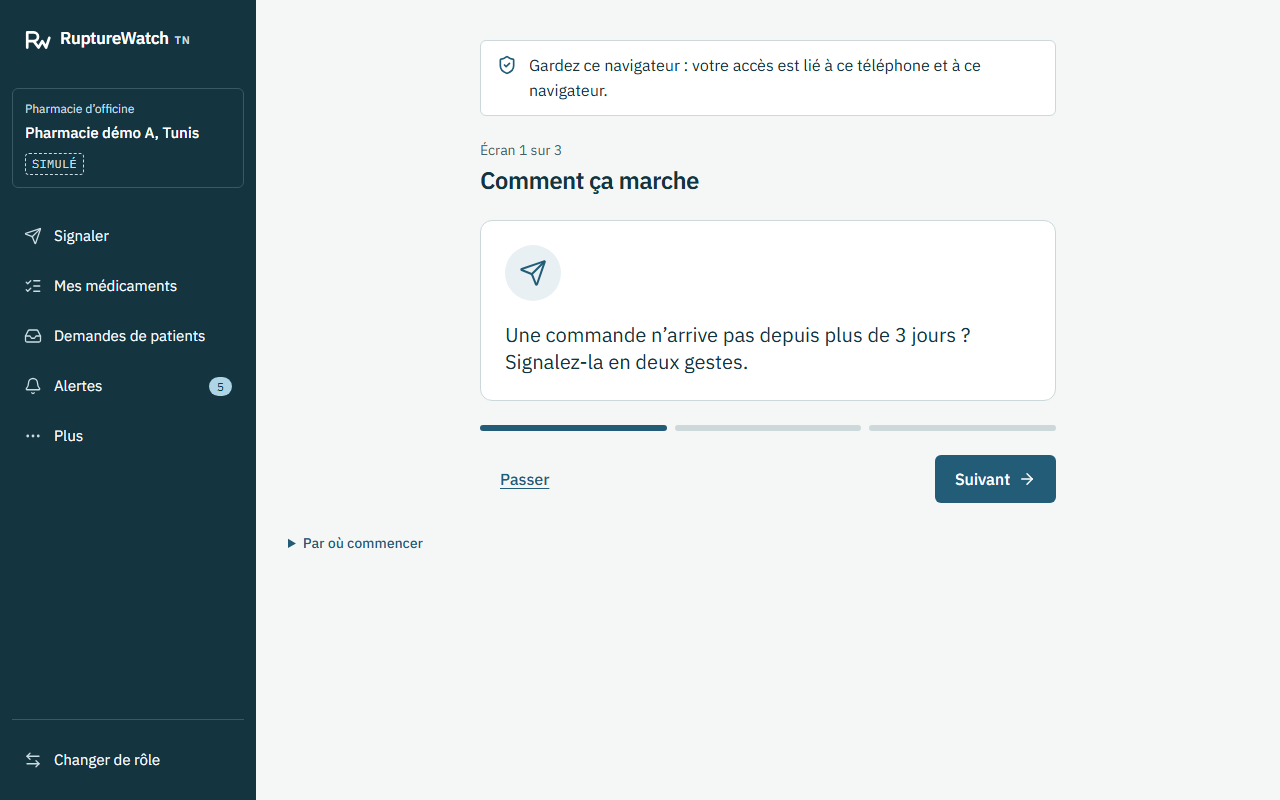 RuptureWatch TN
Pharmacie d’officine
Pharmacie démo A, Tunis
SIMULÉ
Signaler
Mes médicaments
Demandes de patients
Alertes 5
Plus
Changer de rôle
Gardez ce navigateur : votre accès est lié à ce téléphone et à ce
navigateur.
Écran 1 sur 3
Comment ça marche
Une commande n’arrive pas depuis plus de 3 jours ?
Signalez-la en deux gestes.
Passer
Suivant
Par où commencer